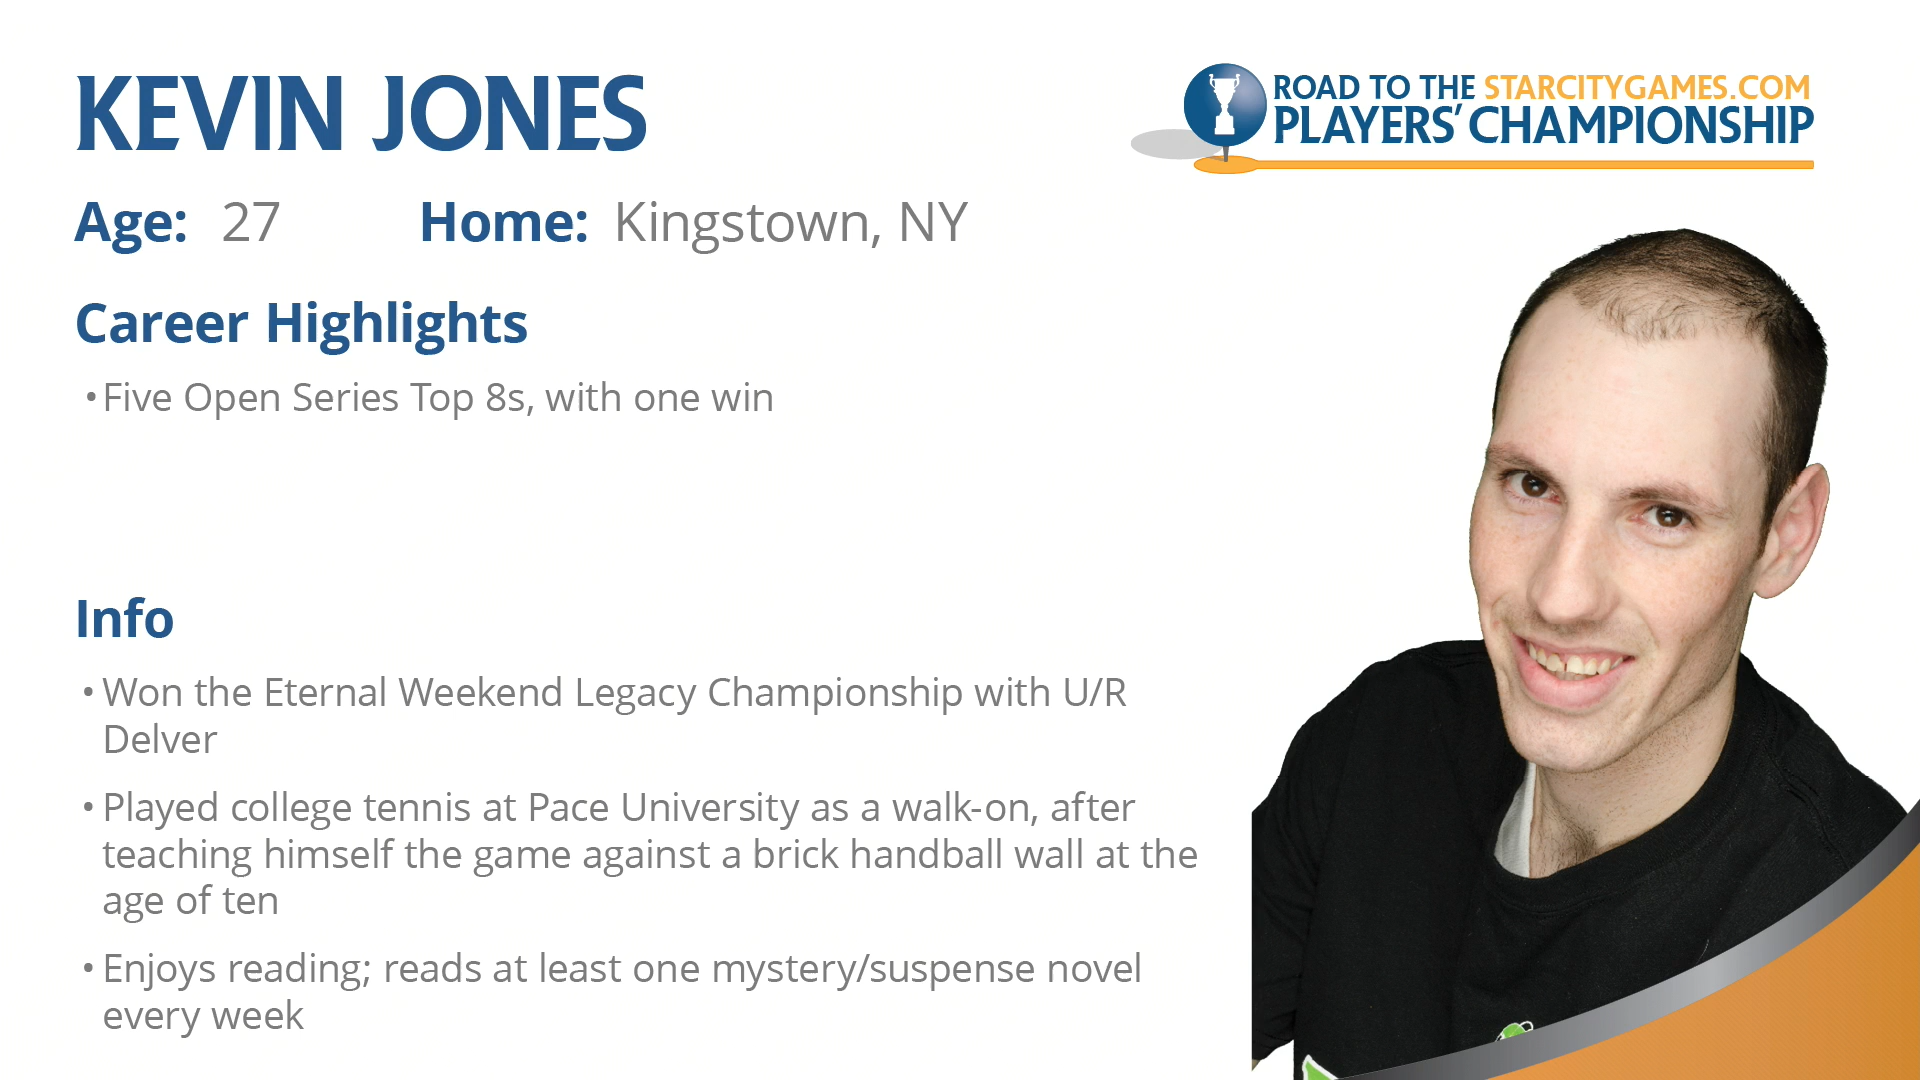 KEVIN JONES
ROAD TO THE STARCITYGAMES.COM
PLAYERS' CHAMPIONSHIP
Age: 27 Home: Kingstown, NY
Career Highlights
•Five Open Series Top 8s, with one win
Info
•Won the Eternal Weekend Legacy Championship with U/R
Delver
•Played college tennis at Pace University as a walk-on, after
teaching himself the game against a brick handball wall at the
age of ten
•Enjoys reading; reads at least one mystery/suspense novel
every week